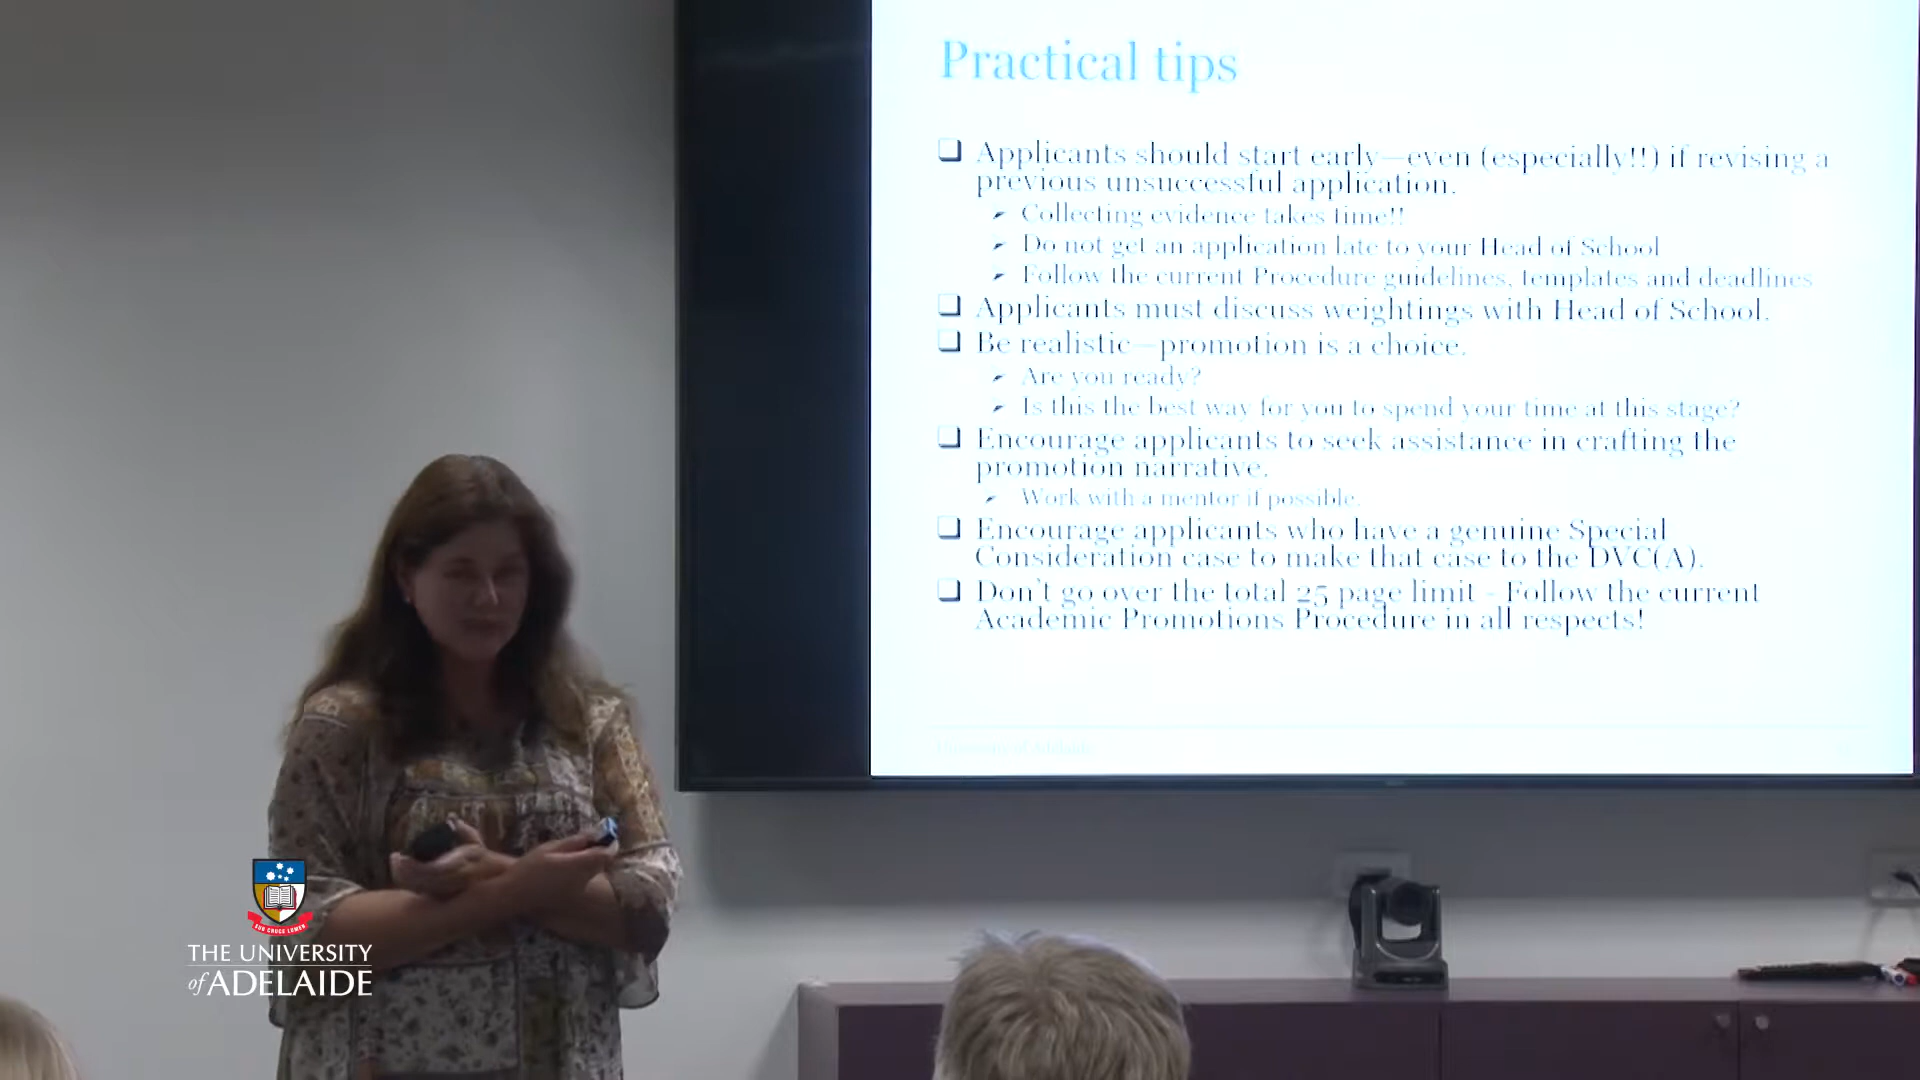 Practical tips
Applicants should start early—even (especially!!) if revising a
previous unsuccessful application.
Collecting evidence takes time!!
Do not get an application late to your Head of School
Follow the current Procedure guidelines, templates and deadlines
Applicants must discuss weightings with Head of School.
Be realistic—promotion is a choice.
Are you ready?
Is this the best way for you to spend your time at this stage?
Encourage applicants to seek assistance in crafting the
promotion narrative.
Work with a mentor if possible.
Encourage applicants who have a genuine Special
Consideration case to make that case to the DVC(A).
Don't go over the total 25 page limit - Follow the current
Academic Promotions Procedure in all respects!
University of Adelaide
SUB CRUCE LUMEN
THE UNIVERSITY
of ADELAIDE